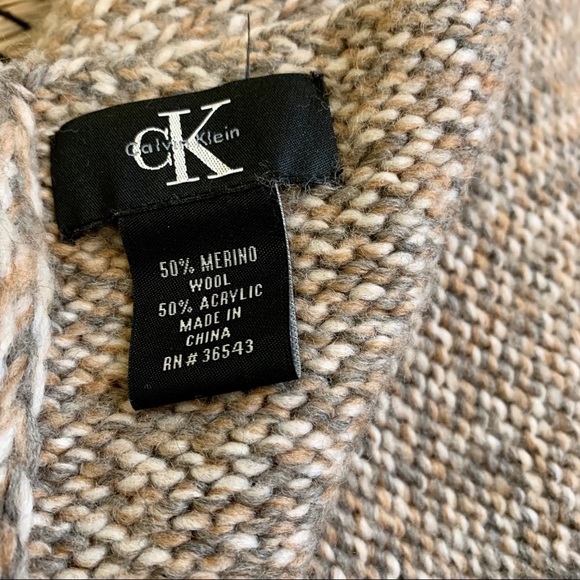 CK
Calvin Klein
50% MERINO
WOOL
50% ACRYLIC
MADE IN
CHINA
RN# 36543